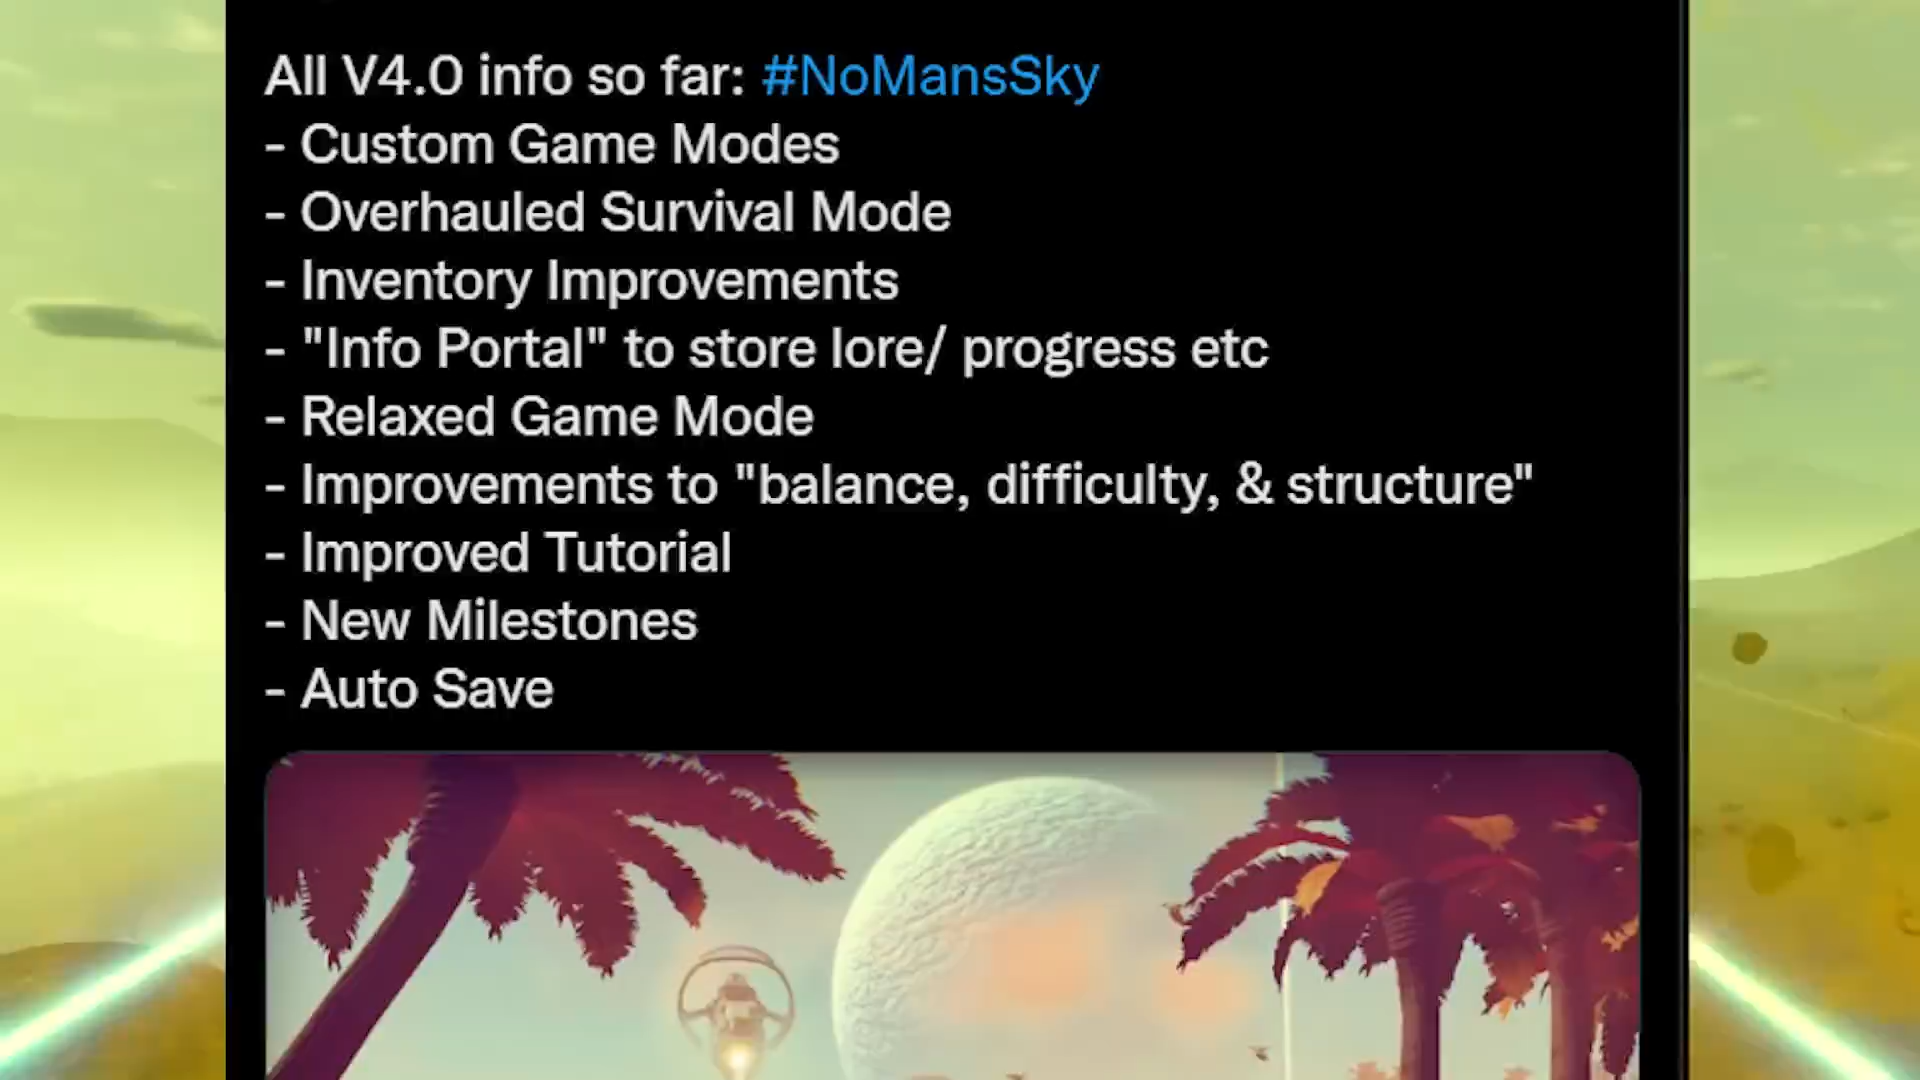 All V4.0 info so far: #NoMansSky
- Custom Game Modes
- Overhauled Survival Mode
- Inventory Improvements
- "Info Portal" to store lore/ progress etc
- Relaxed Game Mode
- Improvements to "balance, difficulty, & structure"
- Improved Tutorial
- New Milestones
- Auto Save